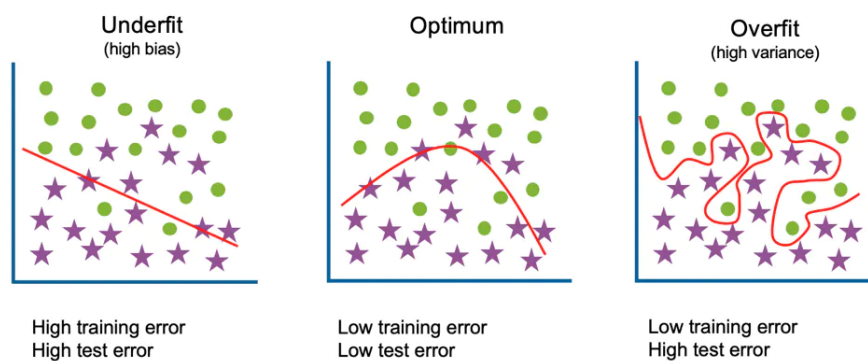 Underfit
(high bias)
High training error
High test error
Optimum
Low training error
Low test error
Overfit
(high variance)
Low training error
High test error